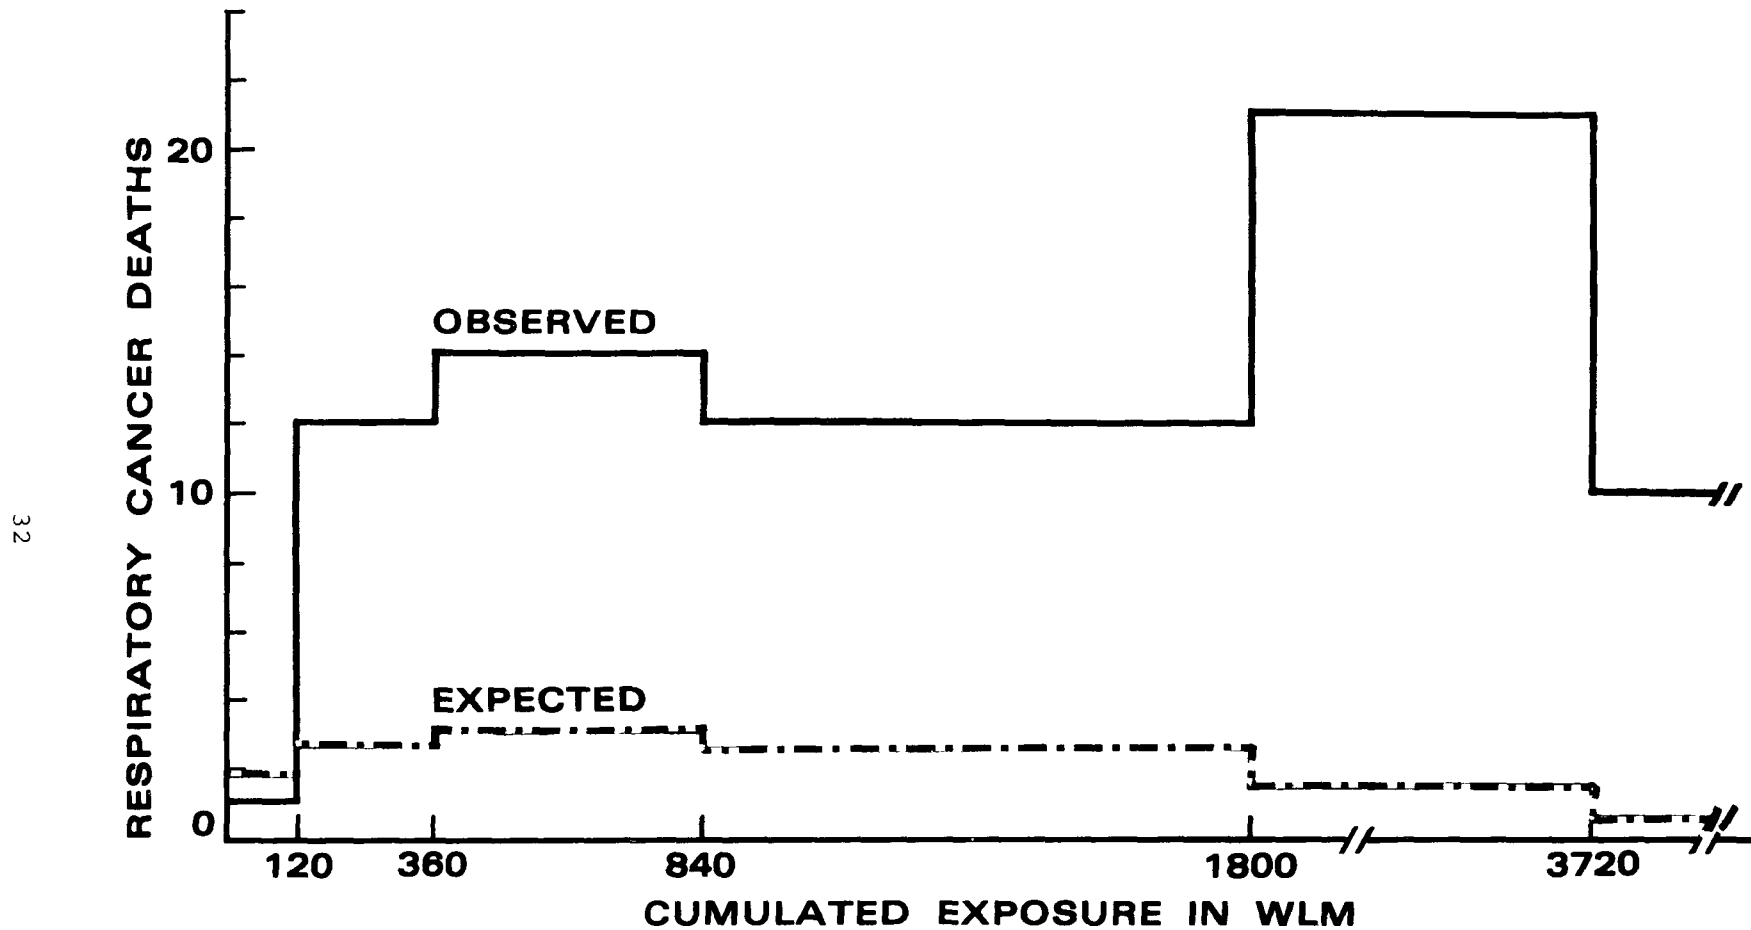 RESPIRATORY CANCER DEATHS
20
10
0
OBSERVED
EXPECTED
120 360 840 1800 3720
CUMULATED EXPOSURE IN WLM
32